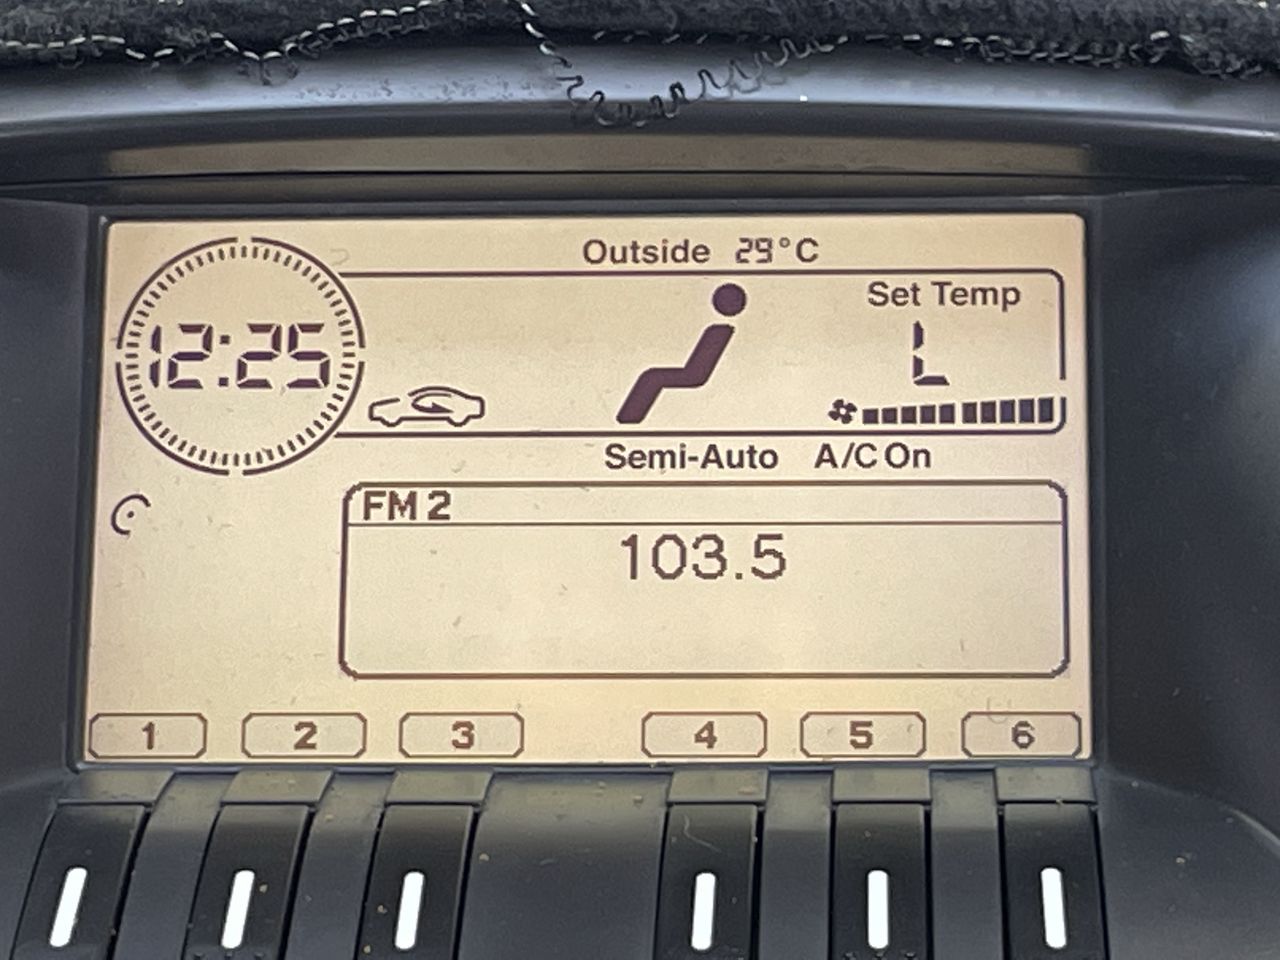 Outside 29°C
12:25
Set Temp
L
Semi-Auto A/C On
FM 2
103.5
1 2 3 4 5 6